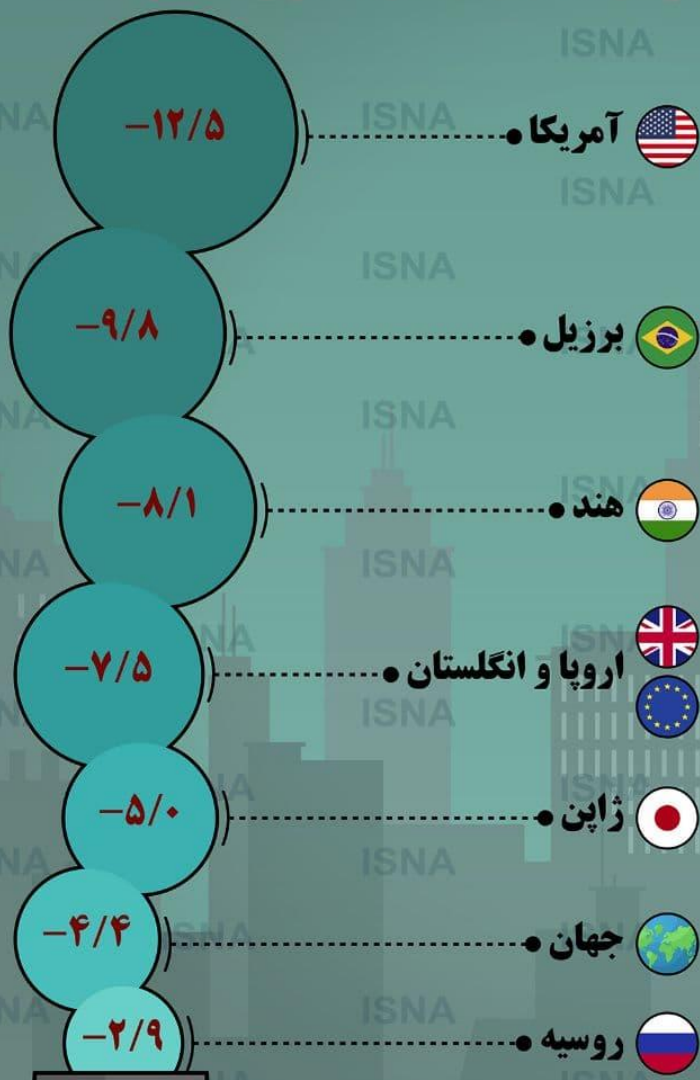 ISNA
آمریکا
−۱۲/۵
برزیل
−۹/۸
هند
−۸/۱
اروپا و انگلستان
−۷/۵
ژاپن
−۵/۰
جهان
−۴/۴
روسیه
−۲/۹